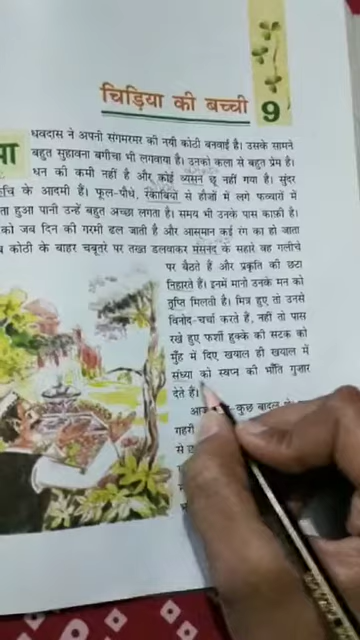 चिड़िया की बच्ची
9
धवदास ने अपनी संगमरमर की नयी कोठी बनवाई है। उसके सामने
मा
बहुत सुहावना बगीचा भी लगवाया है। उनको कला से बहुत प्रेम है।
धन की कमी नहीं है और कोई व्यसन छू नहीं गया है। सुंदर
रुचि के आदमी हैं। फूल-पौधे, रकाबियों से हौजों में लगे फव्वारों में
हुआ पानी उन्हें बहुत अच्छा लगता है। समय भी उनके पास काफ़ी है।
को जब दिन की गरमी ढल जाती है और आसमान कई रंग का हो जाता
कोठी के बाहर चबूतरे पर तख्त डलवाकर मसनद के सहारे वह गलीचे
पर बैठते हैं और प्रकृति की छटा
निहारते हैं। इनमें मानो उनके मन को
तृप्ति मिलती है। मित्र हुए तो उनसे
विनोद-चर्चा करते हैं, नहीं तो पास
रखे हुए फर्शी हुक्के की सटक को
मुँह में दिए खयाल ही खयाल में
संध्या को स्वप्न की भाँति गुज़ार
देते हैं।
कुछ बादल
गहरी
से